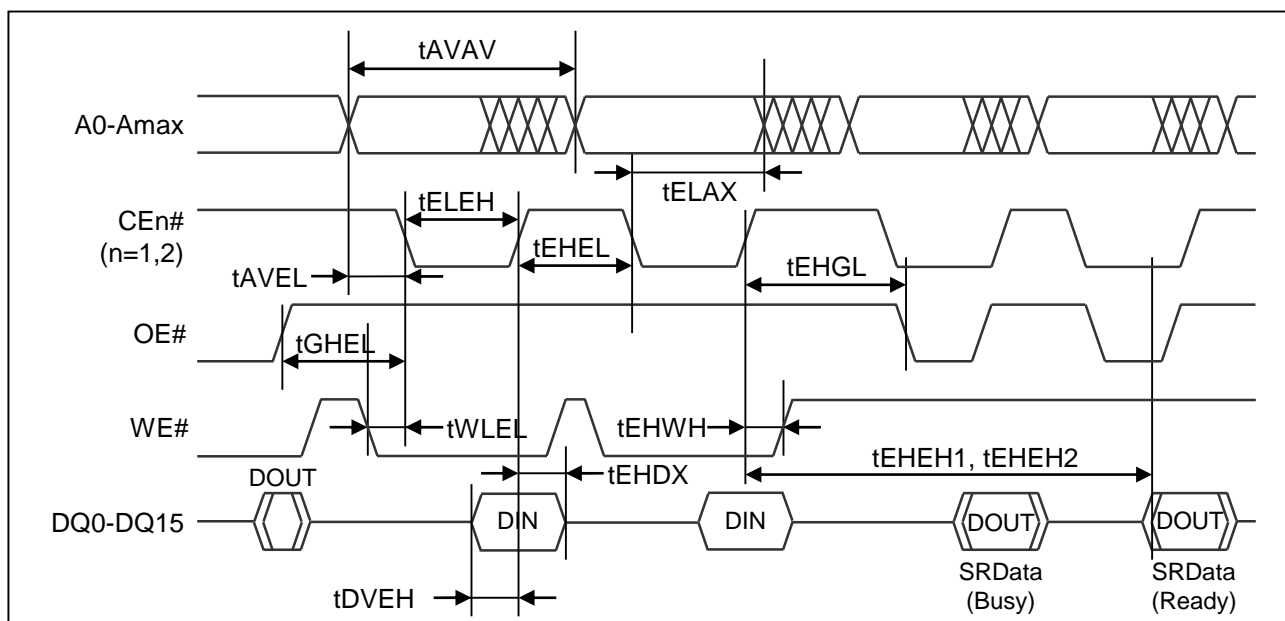 tAVAV
A0-Amax
tELAX
tELEH
CEn#
(n=1,2)
tEHEL
tAVEL
tEHGL
OE#
tGHEL
WE#
tWLEL
tEHWH
tEHEH1, tEHEH2
tEHDX
DOUT
DQ0-DQ15
DIN
DIN
DOUT
DOUT
tDVEH
SRData
(Busy)
SRData
(Ready)